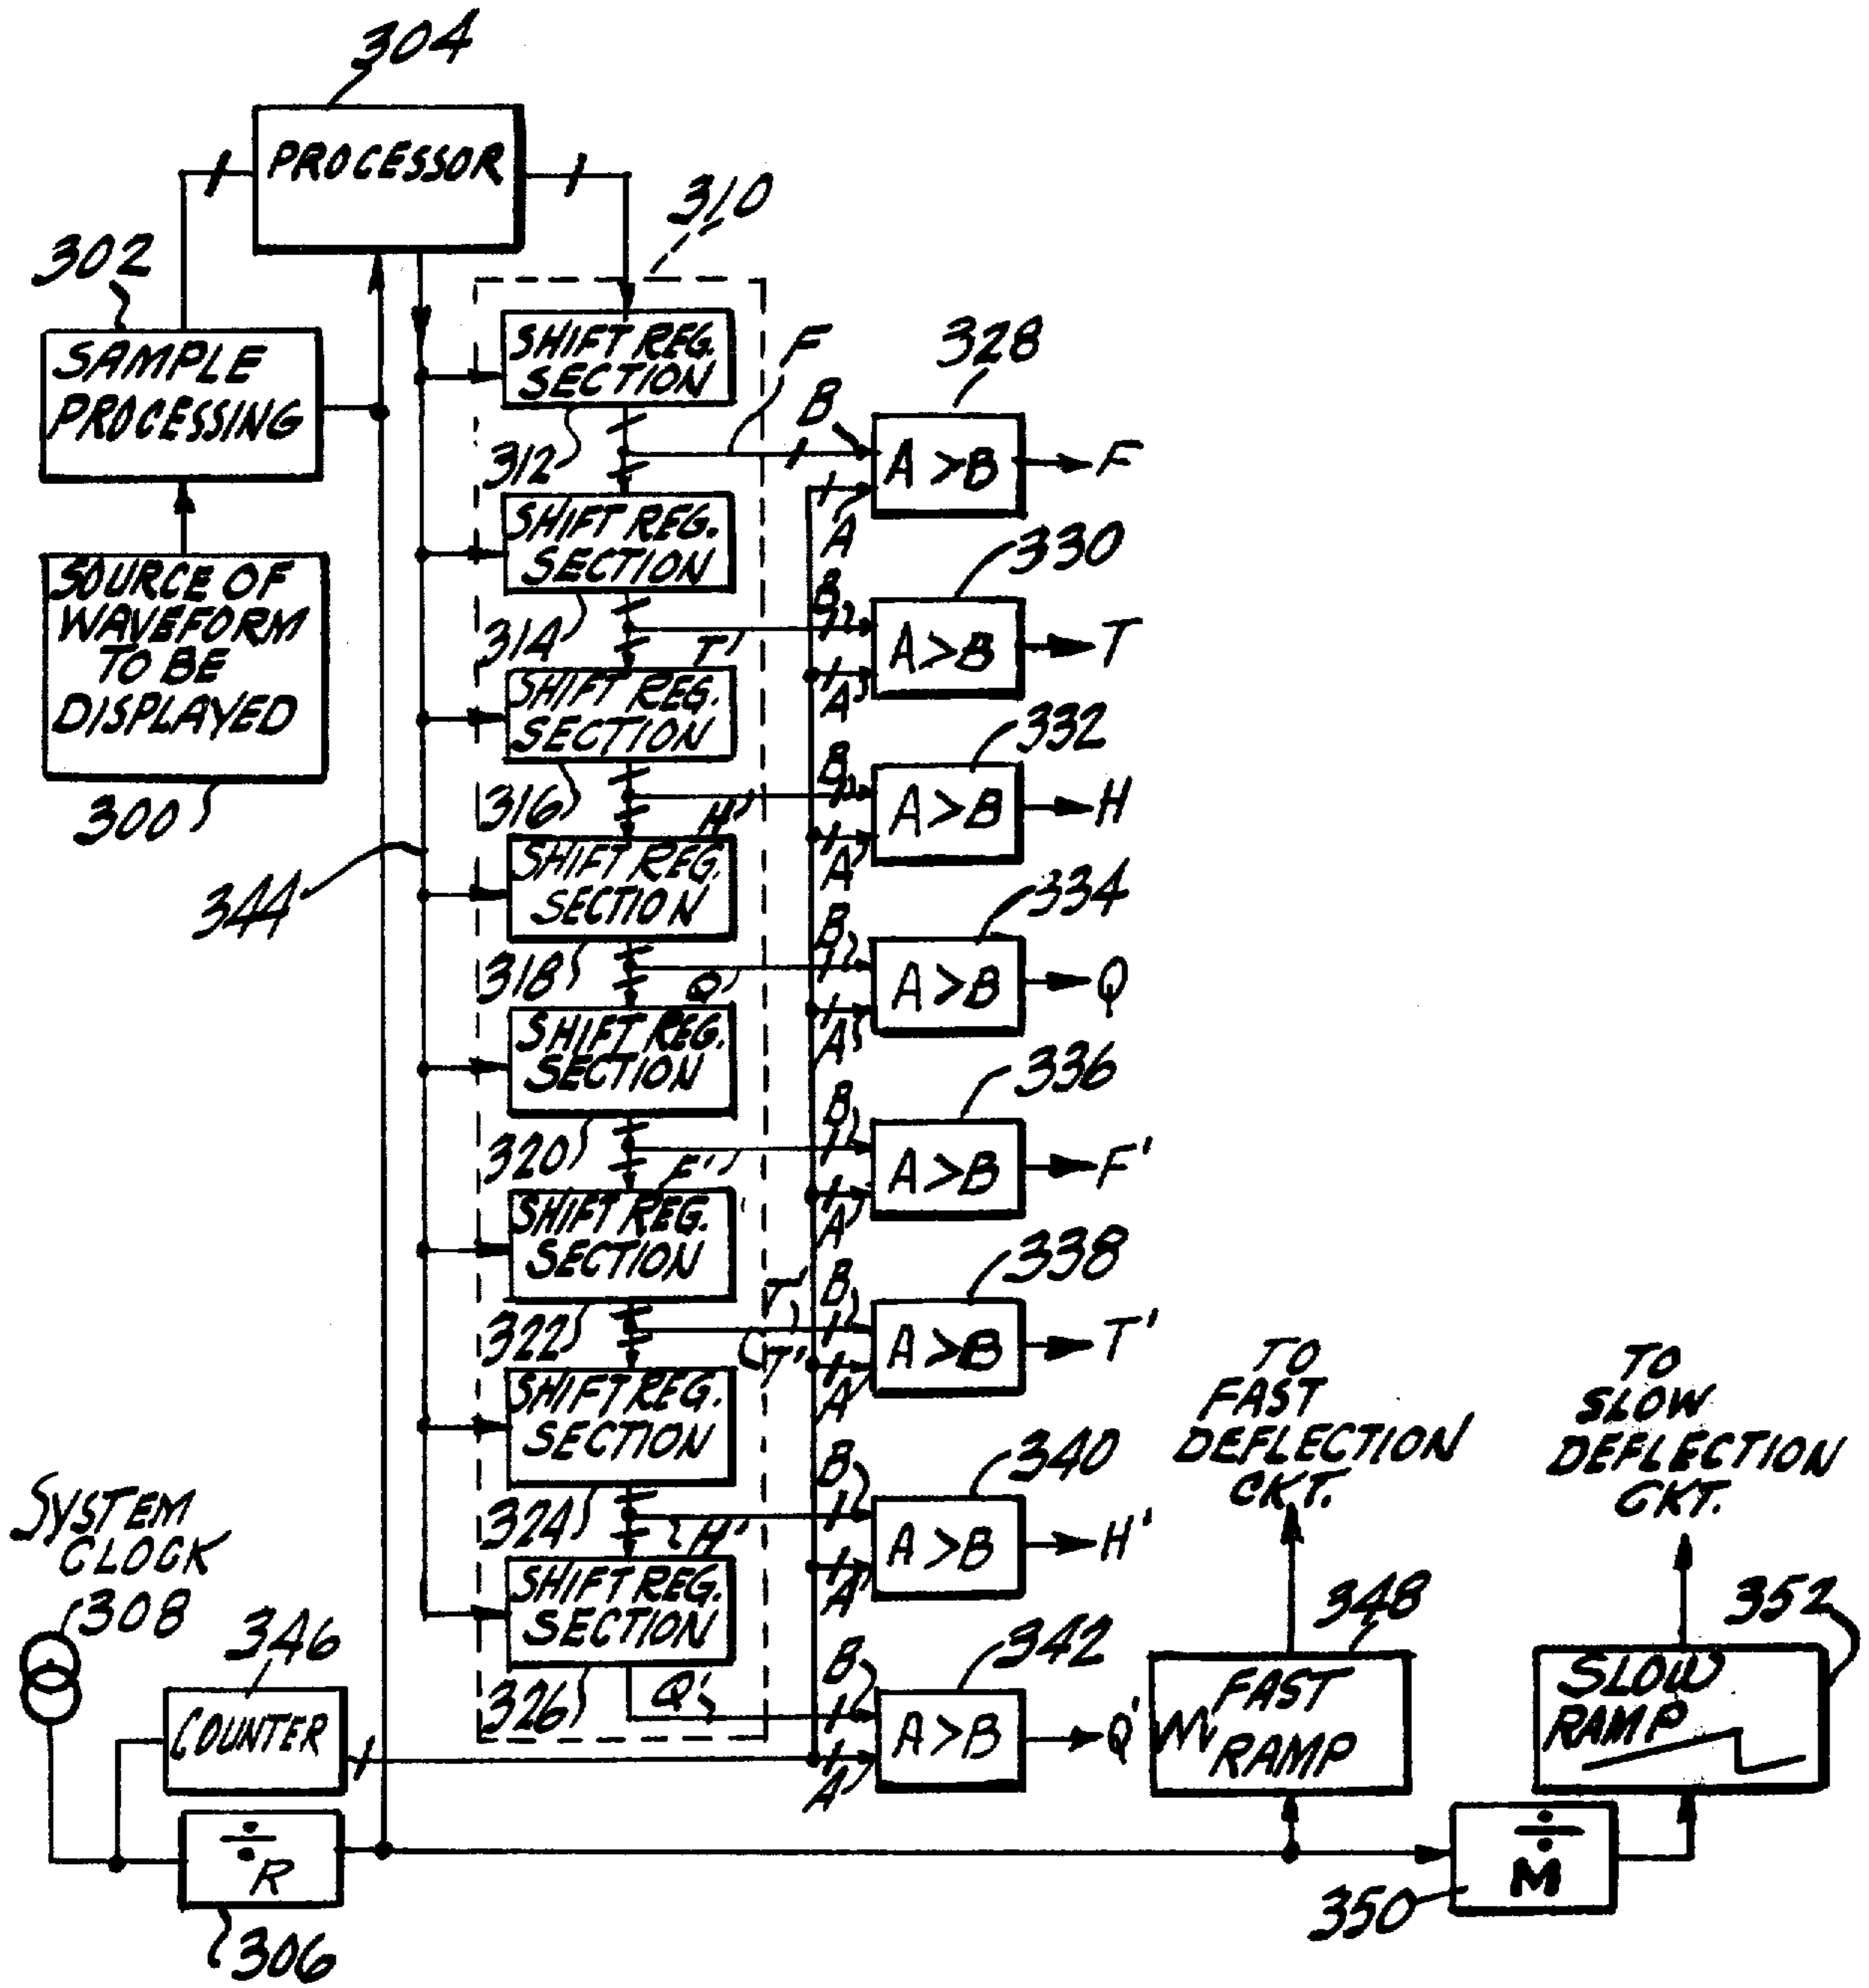 304
PROCESSOR
310
302
SAMPLE
PROCESSING
SHIFT REG.
SECTION
312
F
B
328
A > B
F
A
SOURCE OF
WAVEFORM
TO BE
DISPLAYED
300
SHIFT REG.
SECTION
314
T
B
330
A > B
T
A
SHIFT REG.
SECTION
316
H
B
332
A > B
H
A
344
SHIFT REG.
SECTION
318
Q
B
334
A > B
Q
A
SHIFT REG.
SECTION
320
F'
B
336
A > B
F'
A
SHIFT REG.
SECTION
322
T'
T'
B
338
A > B
T'
A
SHIFT REG.
SECTION
324
H'
B
340
A > B
H'
A
SHIFT REG.
SECTION
326
Q'
B
342
A > B
Q'
A
SYSTEM
CLOCK
308
346
COUNTER
÷
R
306
TO
FAST
DEFLECTION
CKT.
348
FAST
RAMP
TO
SLOW
DEFLECTION
CKT.
352
SLOW
RAMP
÷
M
350